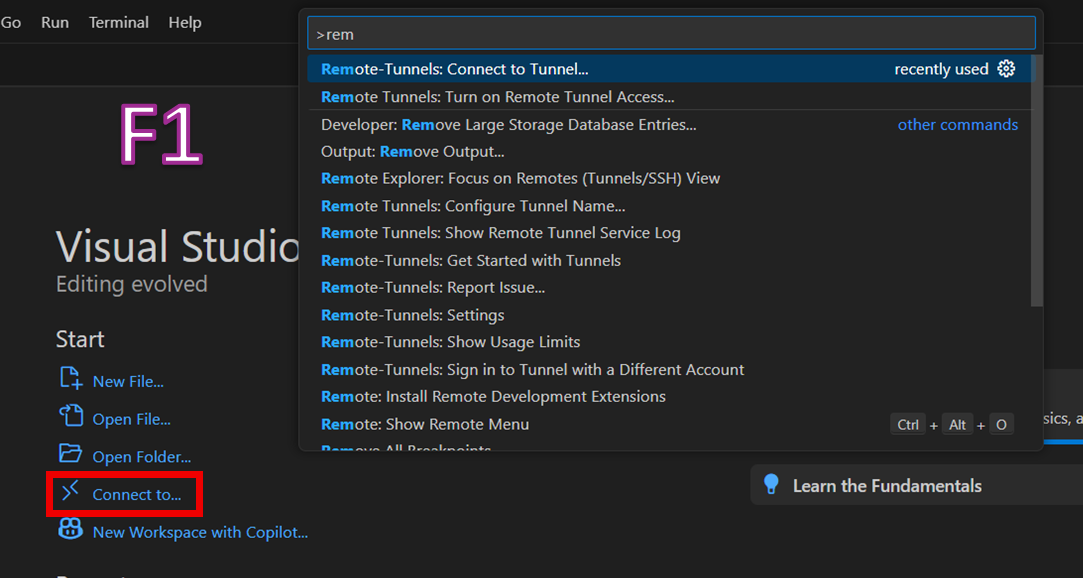 Go Run Terminal Help
>rem
Remote-Tunnels: Connect to Tunnel... recently used
Remote Tunnels: Turn on Remote Tunnel Access...
Developer: Remove Large Storage Database Entries... other commands
Output: Remove Output...
Remote Explorer: Focus on Remotes (Tunnels/SSH) View
Remote Tunnels: Configure Tunnel Name...
Remote Tunnels: Show Remote Tunnel Service Log
Remote-Tunnels: Get Started with Tunnels
Remote-Tunnels: Report Issue...
Remote-Tunnels: Settings
Remote-Tunnels: Show Usage Limits
Remote-Tunnels: Sign in to Tunnel with a Different Account
Remote: Install Remote Development Extensions
Remote: Show Remote Menu Ctrl + Alt + O
Remove All Breakpoints
F1
Visual Studio
Editing evolved
Start
New File...
Open File...
Open Folder...
Connect to...
New Workspace with Copilot...
Learn the Fundamentals